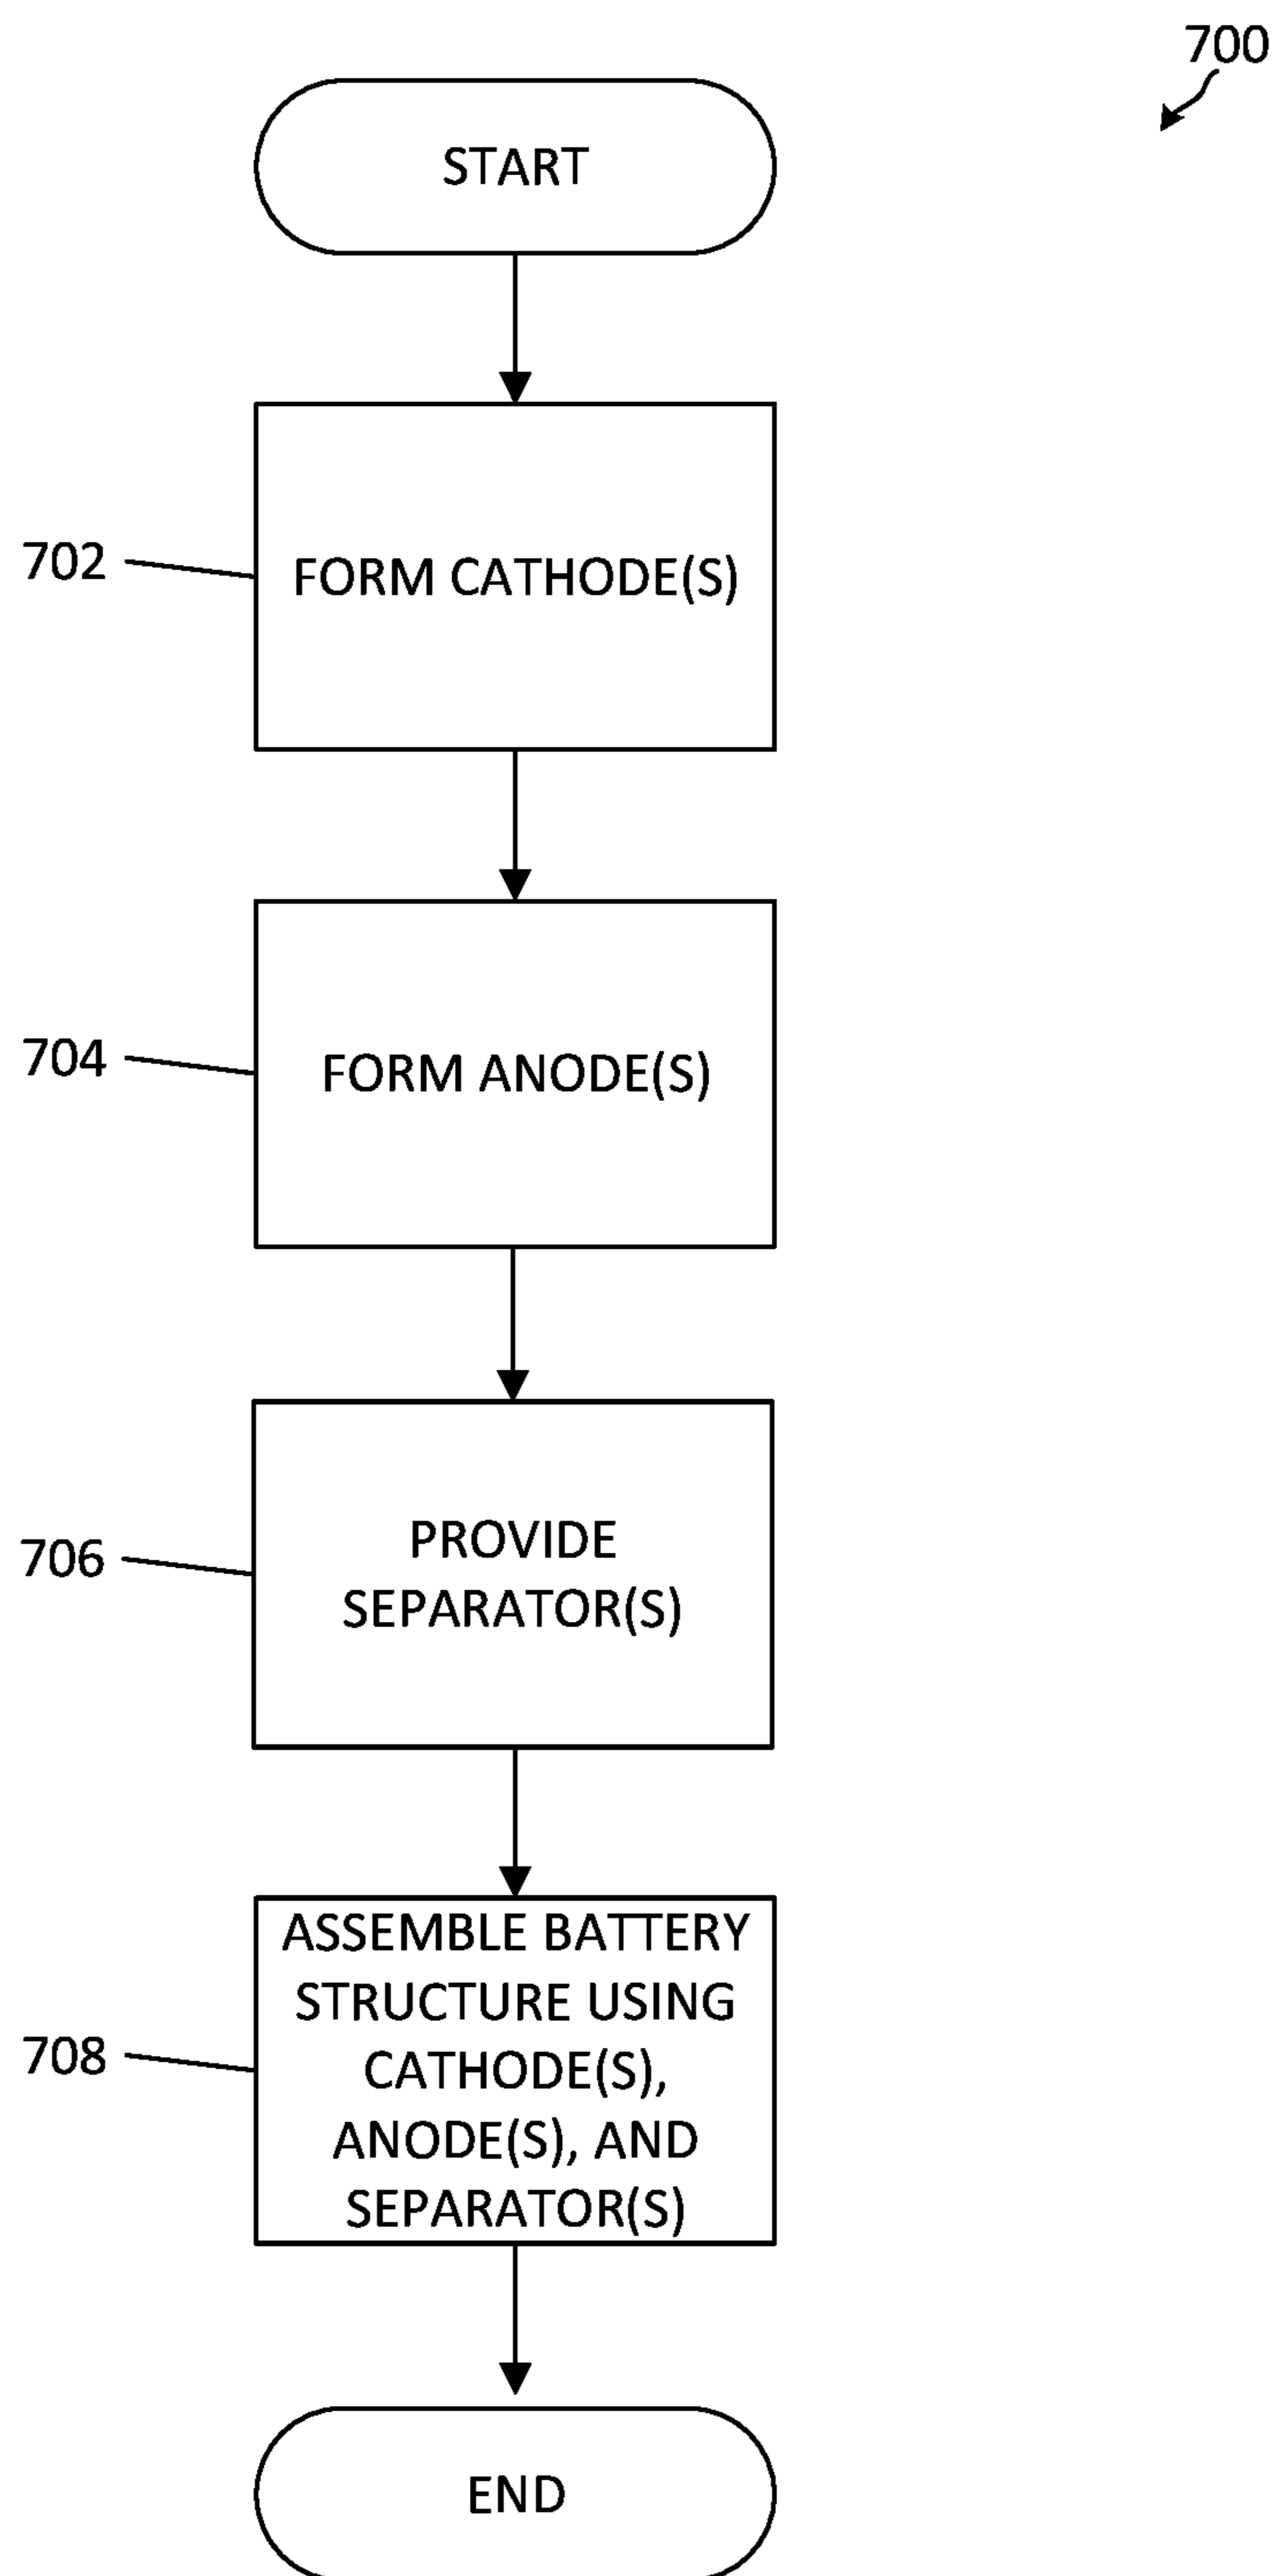 700
START
702
FORM CATHODE(S)
704
FORM ANODE(S)
706
PROVIDE
SEPARATOR(S)
708
ASSEMBLE BATTERY
STRUCTURE USING
CATHODE(S),
ANODE(S), AND
SEPARATOR(S)
END